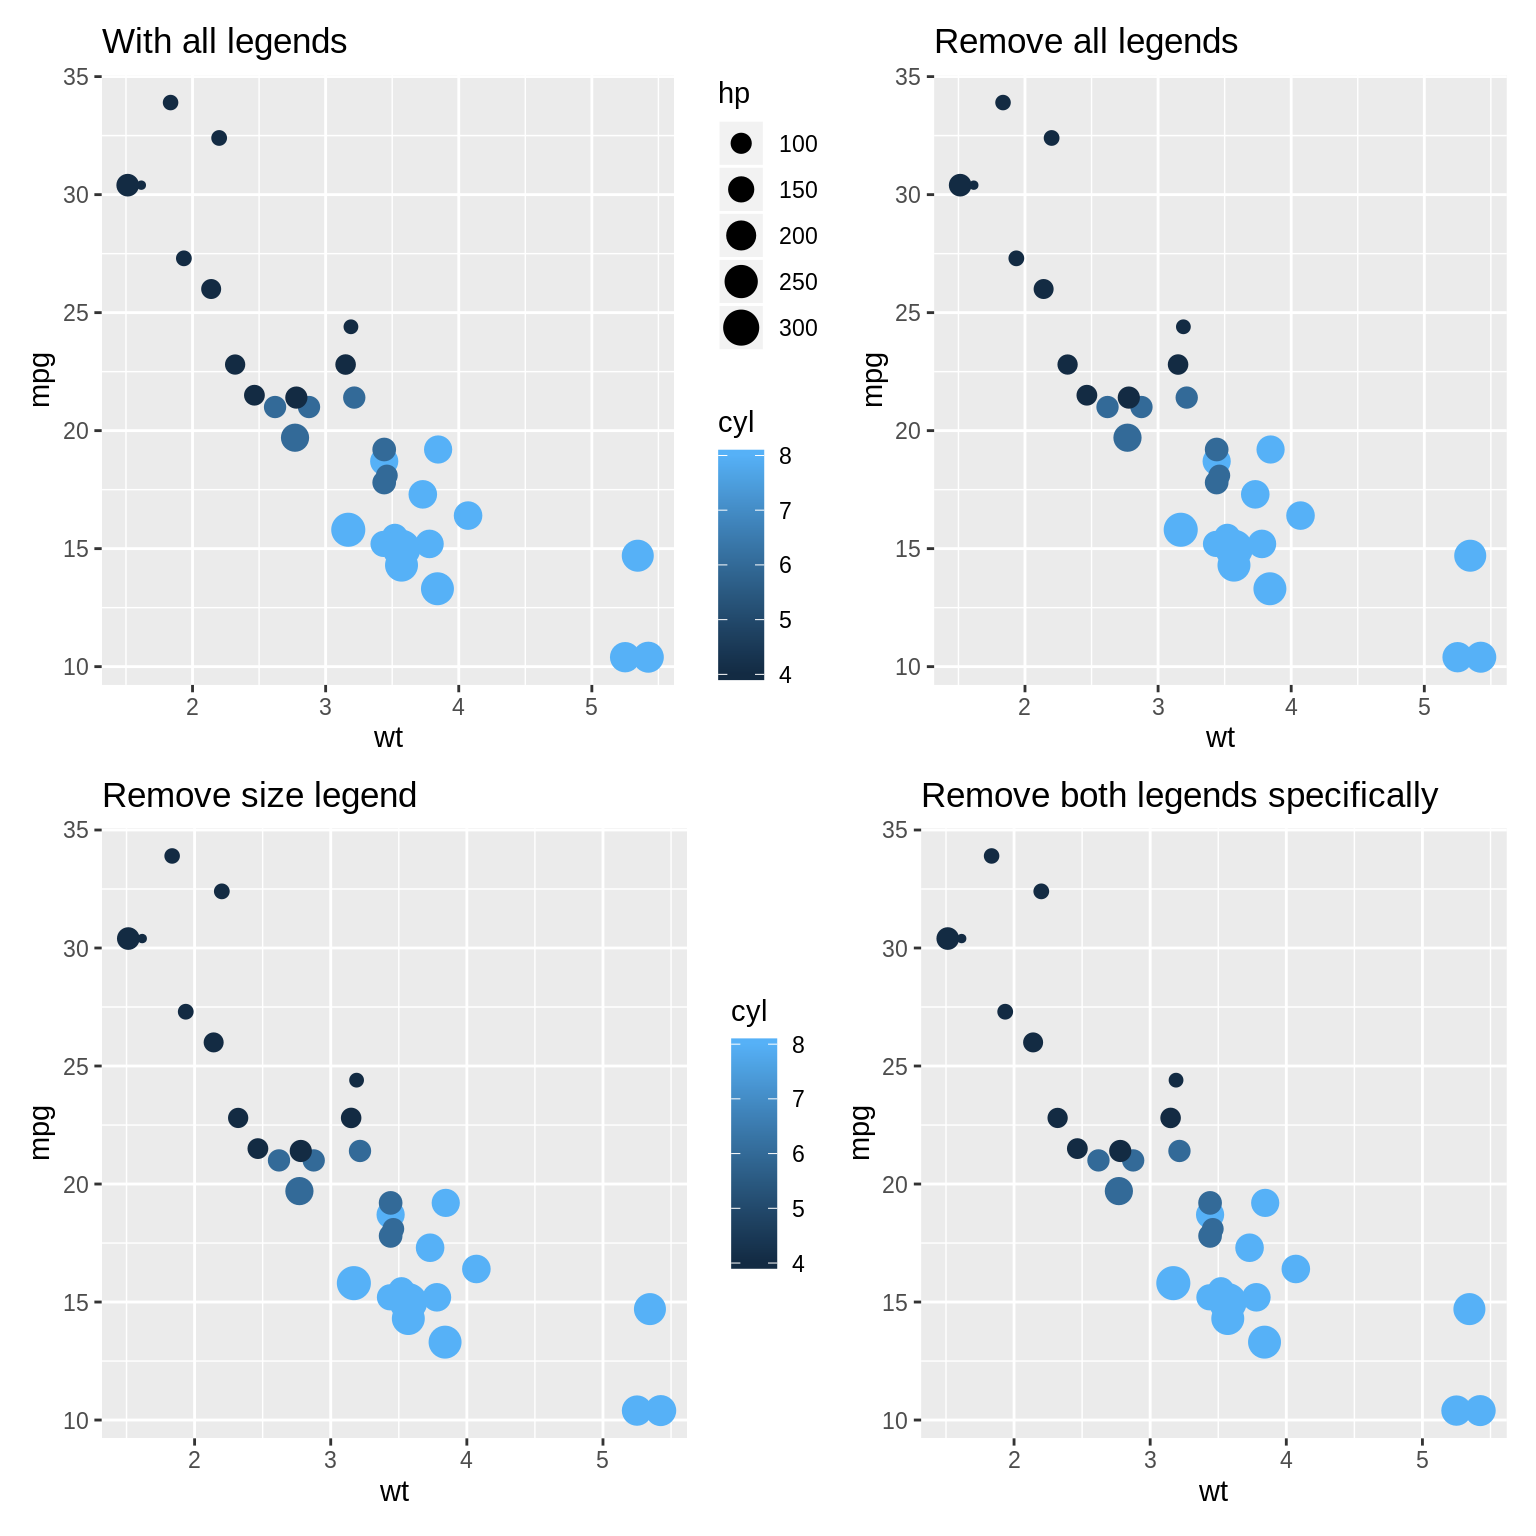 With all legends
35
30
25
20
15
10
mpg
2 3 4 5
wt
hp
100
150
200
250
300
cyl
8
7
6
5
4
Remove all legends
35
30
25
20
15
10
mpg
2 3 4 5
wt
Remove size legend
35
30
25
20
15
10
mpg
2 3 4 5
wt
cyl
8
7
6
5
4
Remove both legends specifically
35
30
25
20
15
10
mpg
2 3 4 5
wt